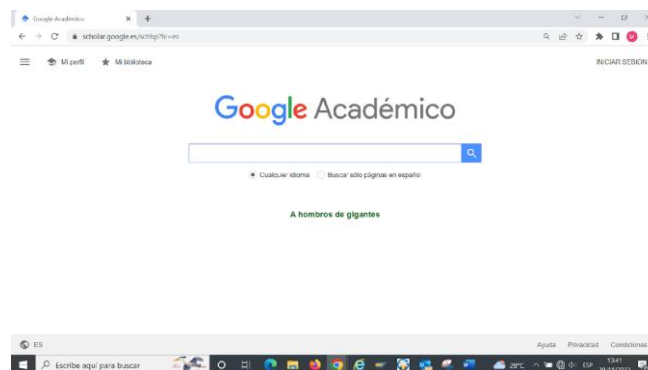 Google Académico
scholar.google.es/schhp?hl=es
Mi perfil
Mi biblioteca
INICIAR SESIÓN
Google Académico
Cualquier idioma
Buscar sólo páginas en español
A hombros de gigantes
ES
Ayuda Privacidad Condiciones
Escribe aquí para buscar
28°C
ESP
13:41